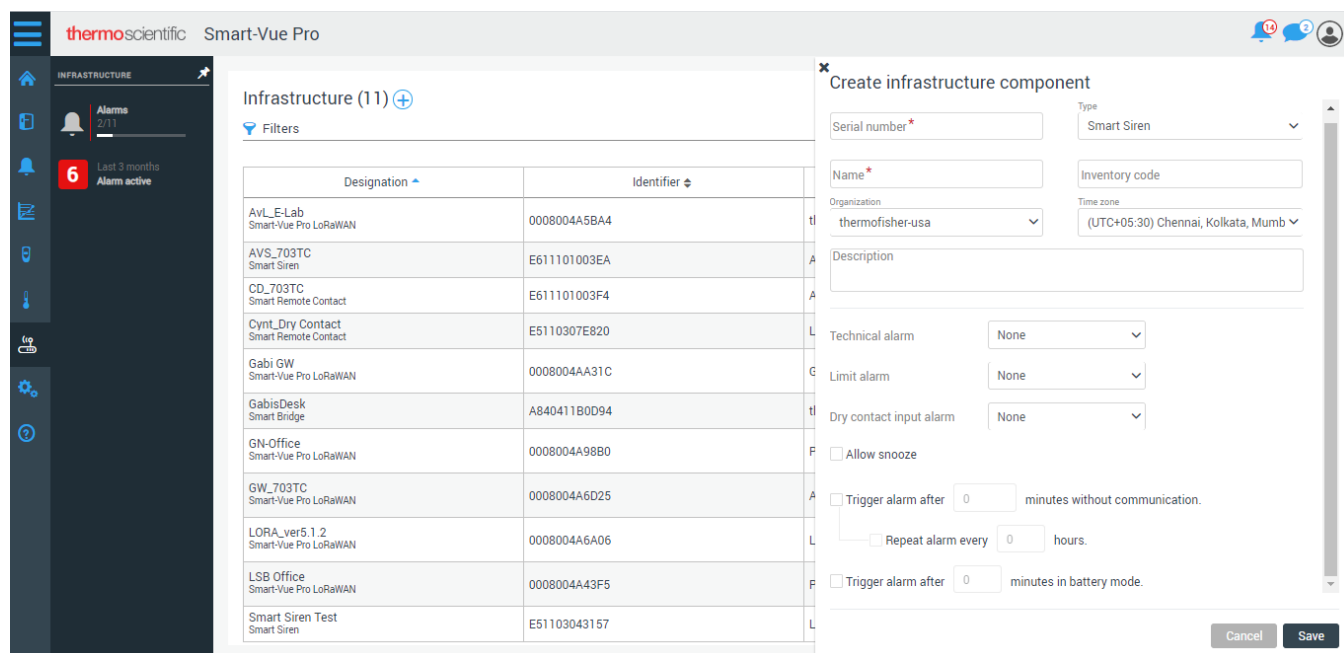 thermoscientific Smart-Vue Pro
14
2
INFRASTRUCTURE
Alarms
2/11
6
Last 3 months
Alarm active
Infrastructure (11)
Filters
Designation Identifier
AvL_E-Lab
Smart-Vue Pro LoRaWAN
0008004A5BA4
AVS_703TC
Smart Siren
E611101003EA
A
CD_703TC
Smart Remote Contact
E611101003F4
A
Cynt_Dry Contact
Smart Remote Contact
E5110307E820
L
Gabi GW
Smart-Vue Pro LoRaWAN
0008004AA31C
G
GabisDesk
Smart Bridge
A840411B0D94
GN-Office
Smart-Vue Pro LoRaWAN
0008004A98B0
P
GW_703TC
Smart-Vue Pro LoRaWAN
0008004A6D25
A
LORA_ver5.1.2
Smart-Vue Pro LoRaWAN
0008004A6A06
L
LSB Office
Smart-Vue Pro LoRaWAN
0008004A43F5
P
Smart Siren Test
Smart Siren
E51103043157
L
Create infrastructure component
Serial number*
Type
Smart Siren
Name*
Inventory code
Organization
thermofisher-usa
Time zone
(UTC+05:30) Chennai, Kolkata, Mumb
Description
Technical alarm None
Limit alarm None
Dry contact input alarm None
Allow snooze
Trigger alarm after 0 minutes without communication.
Repeat alarm every 0 hours.
Trigger alarm after 0 minutes in battery mode.
Cancel Save